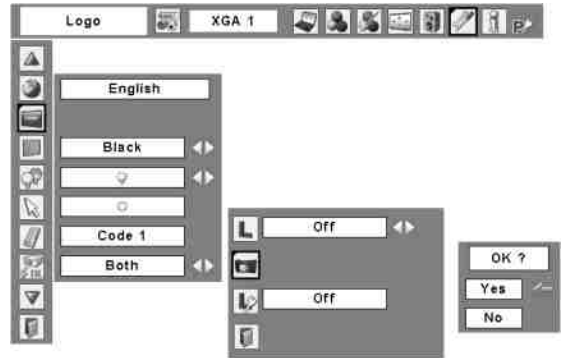 Logo
XGA 1
English
Black
Code 1
Both
Off
Off
OK ?
Yes
No